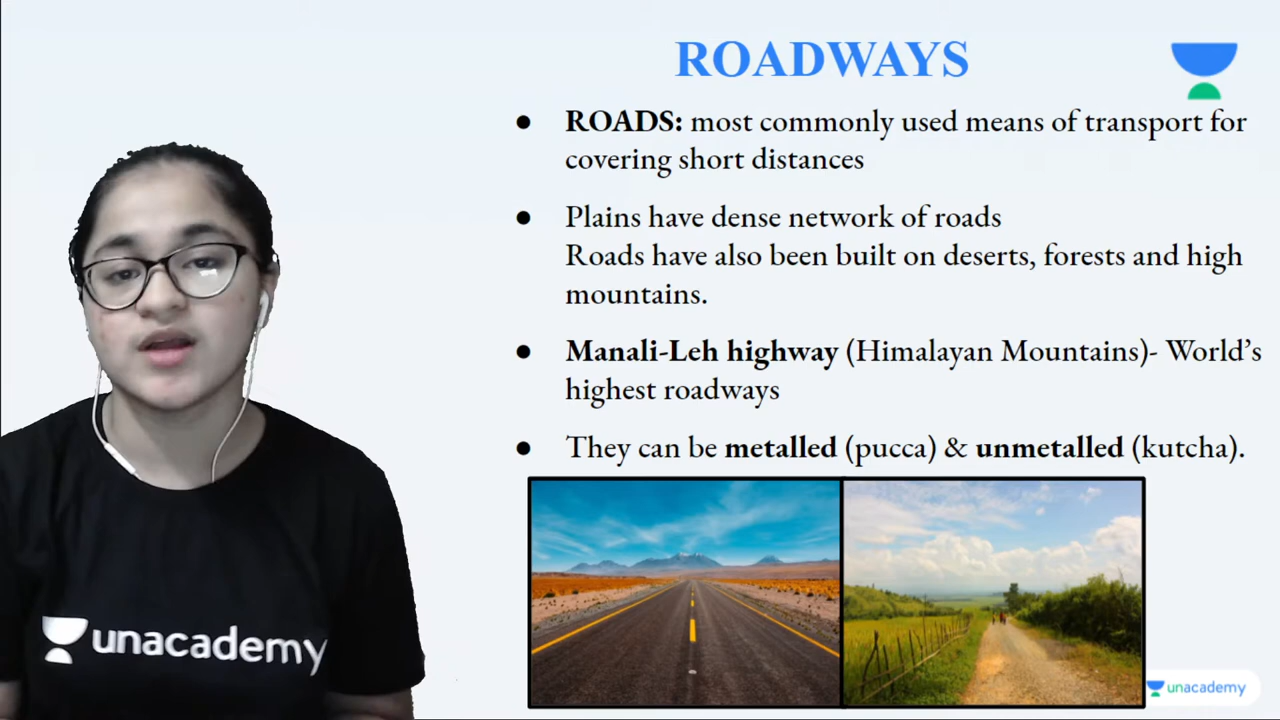 ROADWAYS
● ROADS: most commonly used means of transport for
covering short distances
● Plains have dense network of roads
Roads have also been built on deserts, forests and high
mountains.
● Manali-Leh highway (Himalayan Mountains)- World’s
highest roadways
● They can be metalled (pucca) & unmetalled (kutcha).
unacademy
unacademy